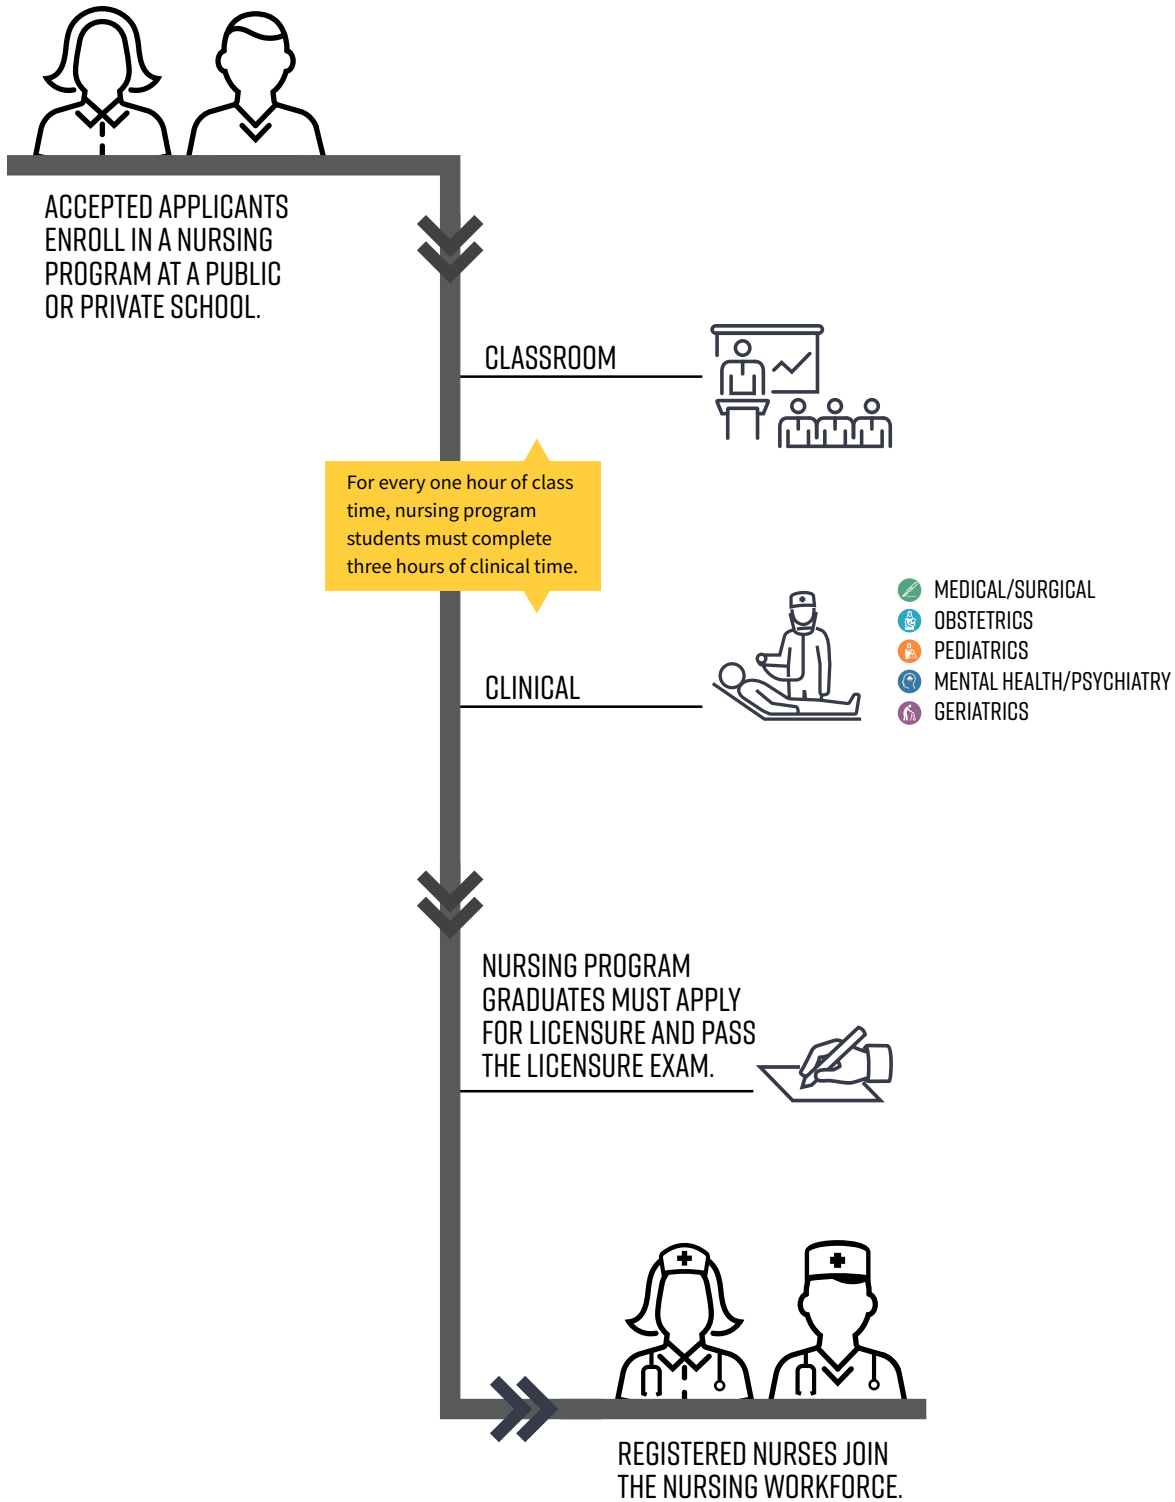 ACCEPTED APPLICANTS
ENROLL IN A NURSING
PROGRAM AT A PUBLIC
OR PRIVATE SCHOOL.
CLASSROOM
For every one hour of class
time, nursing program
students must complete
three hours of clinical time.
CLINICAL
MEDICAL/SURGICAL
OBSTETRICS
PEDIATRICS
MENTAL HEALTH/PSYCHIATRY
GERIATRICS
NURSING PROGRAM
GRADUATES MUST APPLY
FOR LICENSURE AND PASS
THE LICENSURE EXAM.
REGISTERED NURSES JOIN
THE NURSING WORKFORCE.